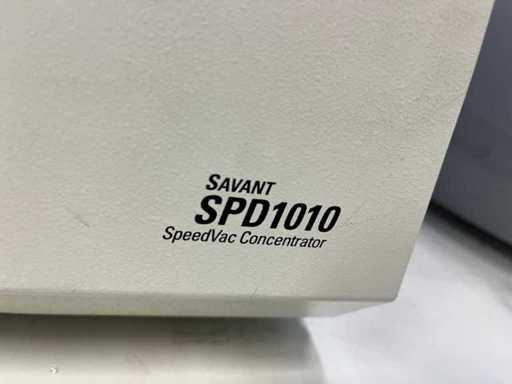 SAVANT
SPD1010
SpeedVac Concentrator